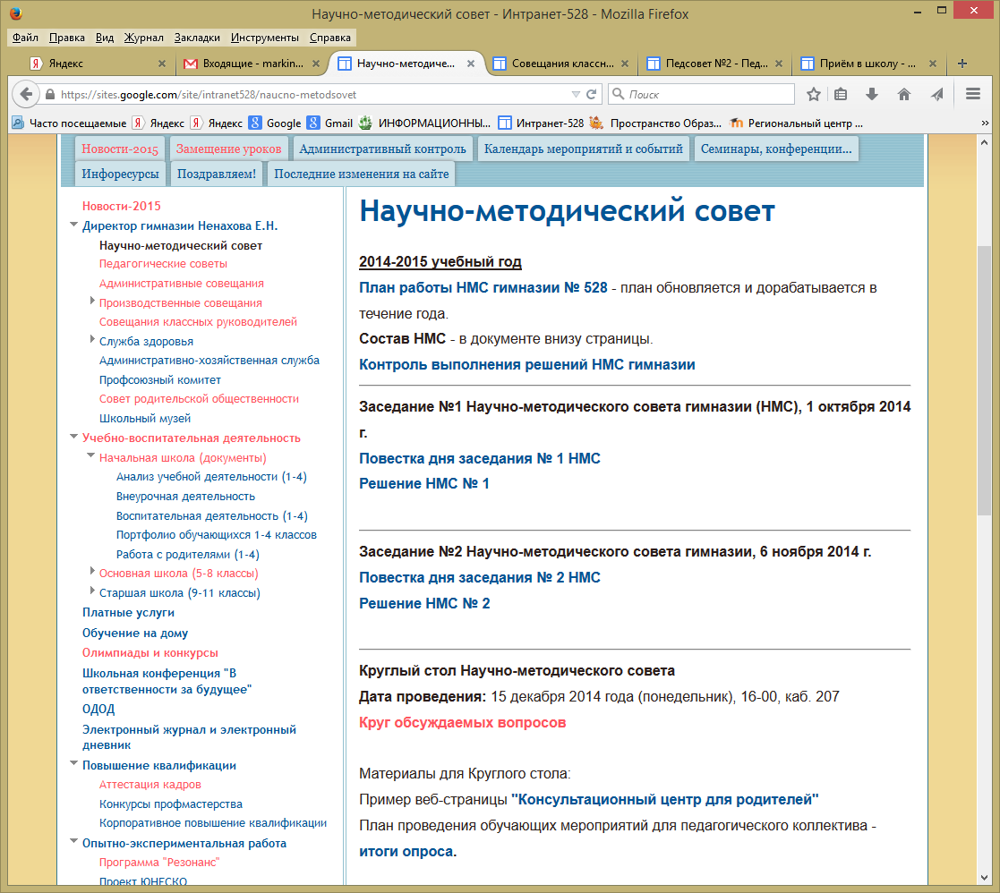 Научно-методический совет - Интранет-528 - Mozilla Firefox
Файл Правка Вид Журнал Закладки Инструменты Справка
Яндекс
Входящие - markin...
Научно-методиче...
Совещания классн...
Педсовет №2 - Пед...
Приём в школу - ...
https://sites.google.com/site/intranet528/naucno-metodsovet
Поиск
Часто посещаемые Яндекс Яндекс Google Gmail ИНФОРМАЦИОННЫ... Интранет-528 Пространство Образ... Региональный центр ...
Новости-2015 Замещение уроков Административный контроль Календарь мероприятий и событий Семинары, конференции...
Инфоресурсы Поздравляем! Последние изменения на сайте
Новости-2015
Директор гимназии Ненахова Е.Н.
Научно-методический совет
Педагогические советы
Административные совещания
Производственные совещания
Совещания классных руководителей
Служба здоровья
Административно-хозяйственная служба
Профсоюзный комитет
Совет родительской общественности
Школьный музей
Учебно-воспитательная деятельность
Начальная школа (документы)
Анализ учебной деятельности (1-4)
Внеурочная деятельность
Воспитательная деятельность (1-4)
Портфолио обучающихся 1-4 классов
Работа с родителями (1-4)
Основная школа (5-8 классы)
Старшая школа (9-11 классы)
Платные услуги
Обучение на дому
Олимпиады и конкурсы
Школьная конференция "В
ответственности за будущее"
ОДОД
Электронный журнал и электронный
дневник
Повышение квалификации
Аттестация кадров
Конкурсы профмастерства
Корпоративное повышение квалификации
Опытно-экспериментальная работа
Программа "Резонанс"
Проект ЮНЕСКО
Научно-методический совет
2014-2015 учебный год
План работы НМС гимназии № 528 - план обновляется и дорабатывается в
течение года.
Состав НМС - в документе внизу страницы.
Контроль выполнения решений НМС гимназии
Заседание №1 Научно-методического совета гимназии (НМС), 1 октября 2014
г.
Повестка дня заседания № 1 НМС
Решение НМС № 1
Заседание №2 Научно-методического совета гимназии, 6 ноября 2014 г.
Повестка дня заседания № 2 НМС
Решение НМС № 2
Круглый стол Научно-методического совета
Дата проведения: 15 декабря 2014 года (понедельник), 16-00, каб. 207
Круг обсуждаемых вопросов
Материалы для Круглого стола:
Пример веб-страницы "Консультационный центр для родителей"
План проведения обучающих мероприятий для педагогического коллектива -
итоги опроса.